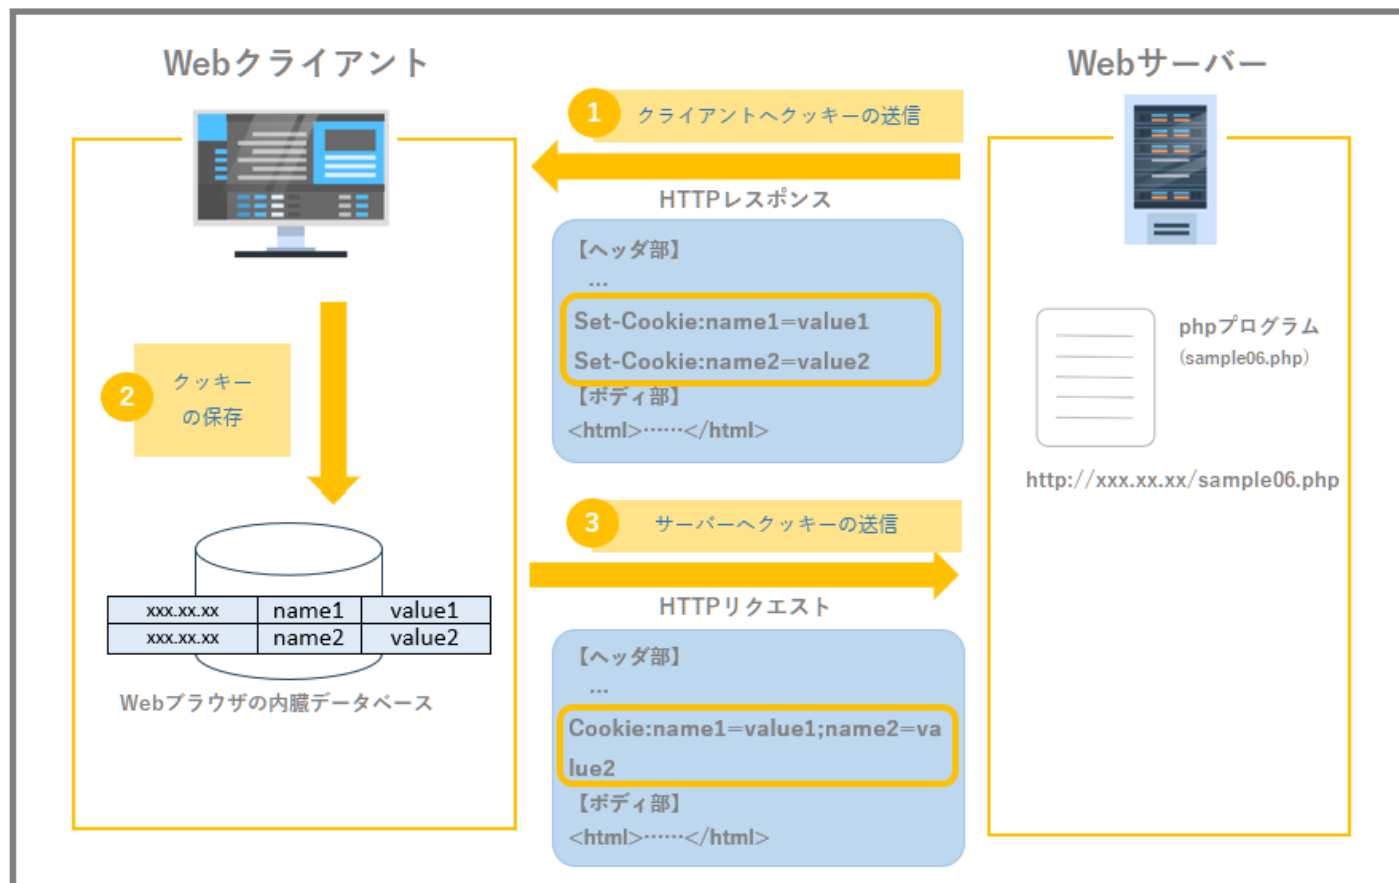 Webクライアント
Webサーバー
1
クライアントへクッキーの送信
HTTPレスポンス
【ヘッダ部】
…
Set-Cookie:name1=value1
Set-Cookie:name2=value2
【ボディ部】
<html>……</html>
phpプログラム
(sample06.php)
http://xxx.xx.xx/sample06.php
2
クッキー
の保存
3
サーバーへクッキーの送信
HTTPリクエスト
【ヘッダ部】
…
Cookie:name1=value1;name2=va
lue2
【ボディ部】
<html>……</html>
xxx.xx.xx name1 value1
xxx.xx.xx name2 value2
Webブラウザの内臓データベース